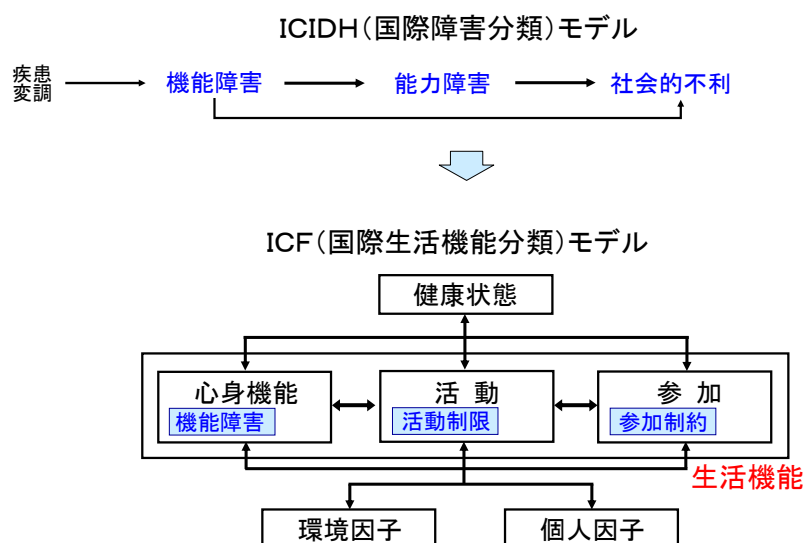 ICIDH(国際障害分類)モデル
疾患
変調
機能障害
能力障害
社会的不利
ICF(国際生活機能分類)モデル
健康状態
心身機能
機能障害
活 動
活動制限
参 加
参加制約
生活機能
環境因子
個人因子